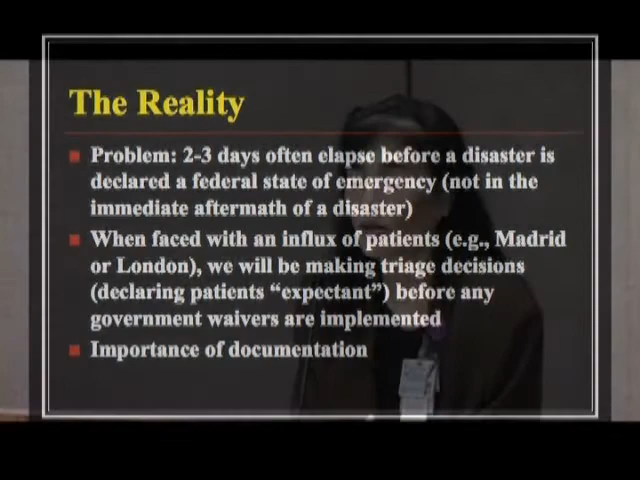 The Reality
Problem: 2-3 days often elapse before a disaster is
declared a federal state of emergency (not in the
immediate aftermath of a disaster)
When faced with an influx of patients (e.g., Madrid
or London), we will be making triage decisions
(declaring patients “expectant”) before any
government waivers are implemented
Importance of documentation